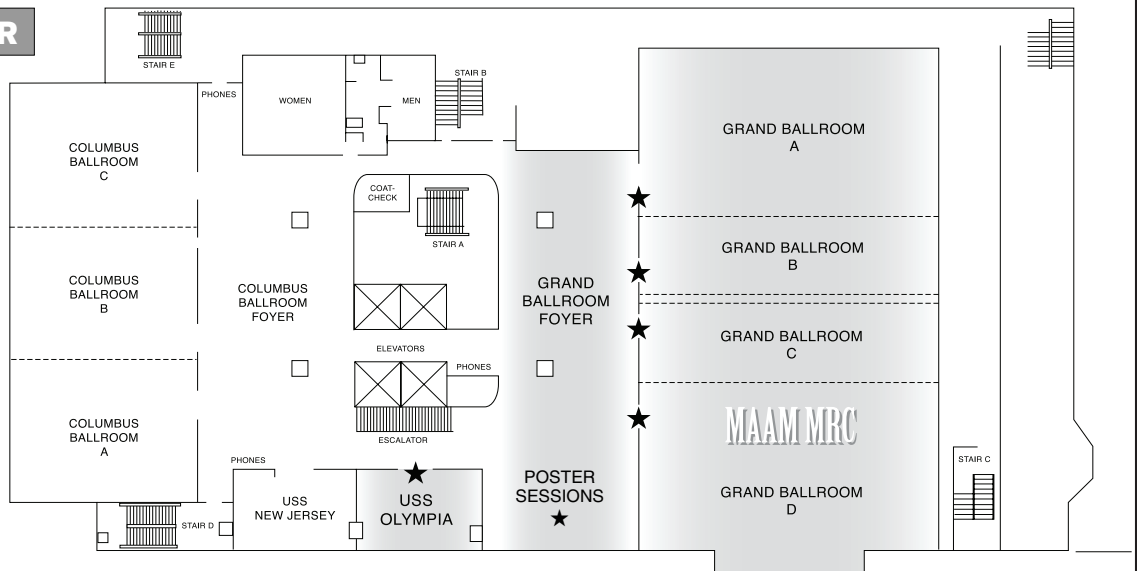 R
STAIR E
PHONES
WOMEN
MEN
STAIR B
COLUMBUS
BALLROOM
C
COAT-
CHECK
STAIR A
GRAND BALLROOM
A
COLUMBUS
BALLROOM
B
COLUMBUS
BALLROOM
FOYER
GRAND
BALLROOM
FOYER
GRAND BALLROOM
B
ELEVATORS
PHONES
GRAND BALLROOM
C
COLUMBUS
BALLROOM
A
ESCALATOR
MAAM MRC
PHONES
USS
NEW JERSEY
USS
OLYMPIA
POSTER
SESSIONS
GRAND BALLROOM
D
STAIR C
STAIR D